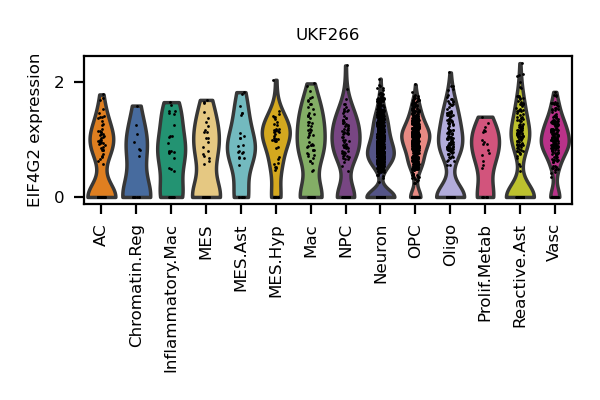 UKF266
EIF4G2 expression
2
0
AC
Chromatin.Reg
Inflammatory.Mac
MES
MES.Ast
MES.Hyp
Mac
NPC
Neuron
OPC
Oligo
Prolif.Metab
Reactive.Ast
Vasc